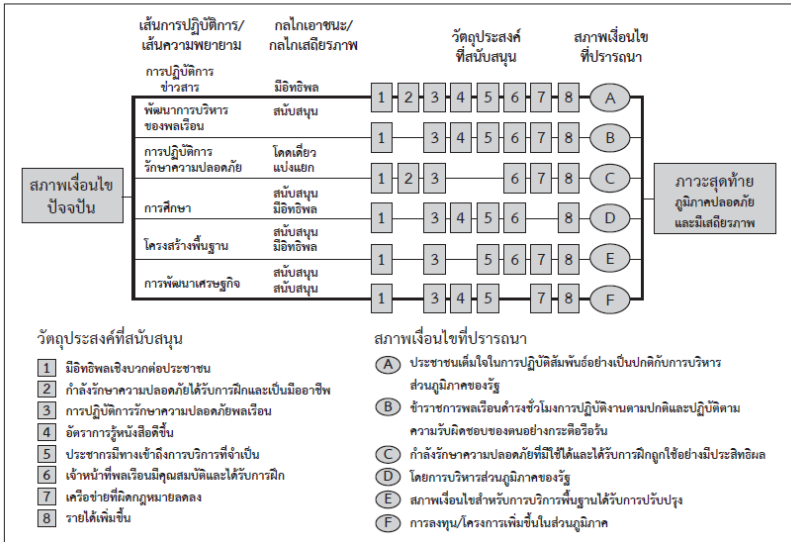 เส้นการปฏิบัติการ/ กลไกเอาชนะ/ วัตถุประสงค์ สภาพเงื่อนไข
เส้นความพยายาม กลไกเสถียรภาพ ที่สนับสนุน ที่ปรารถนา
การปฏิบัติการ
ข่าวสาร มีอิทธิพล
1 2 3 4 5 6 7 8 A
พัฒนาการบริหาร สนับสนุน
ของพลเรือน
1 3 4 5 6 7 8 B
การปฏิบัติการ โดดเดี่ยว
รักษาความปลอดภัย แบ่งแยก
1 2 3 6 7 8 C
สภาพเงื่อนไข
ปัจจปัน
ภาวะสุดท้าย
ภูมิภาคปลอดภัย
และมีเสถียรภาพ
สนับสนุน
การศึกษา มีอิทธิพล
1 3 4 5 6 8 D
สนับสนุน
โครงสร้างพื้นฐาน มีอิทธิพล
1 3 5 6 7 8 E
สนับสนุน
การพัฒนาเศรษฐกิจ สนับสนุน
1 3 4 5 7 8 F
วัตถุประสงค์ที่สนับสนุน
1 มีอิทธิพลเชิงบวกต่อประชาชน
2 กำลังรักษาความปลอดภัยได้รับการฝึกและเป็นมืออาชีพ
3 การปฏิบัติการรักษาความปลอดภัยพลเรือน
4 อัตราการรู้หนังสือดีขึ้น
5 ประชากรมีทางเข้าถึงการบริการที่จำเป็น
6 เจ้าหน้าที่พลเรือนมีคุณสมบัติและได้รับการฝึก
7 เครือข่ายที่ผิดกฎหมายลดลง
8 รายได้เพิ่มขึ้น
สภาพเงื่อนไขที่ปรารถนา
A ประชาชนเต็มใจในการปฏิบัติสัมพันธ์อย่างเป็นปกติกับการบริหาร
ส่วนภูมิภาคของรัฐ
B ข้าราชการพลเรือนดำรงชั่วโมงการปฏิบัติงานตามปกติและปฏิบัติตาม
ความรับผิดชอบของตนอย่างกระตือรือร้น
C กำลังรักษาความปลอดภัยที่มีใช้ได้และได้รับการฝึกถูกใช้อย่างมีประสิทธิผล
D โดยการบริหารส่วนภูมิภาคของรัฐ
E สภาพเงื่อนไขสำหรับการบริการพื้นฐานได้รับการปรับปรุง
F การลงทุน/โครงการเพิ่มขึ้นในส่วนภูมิภาค